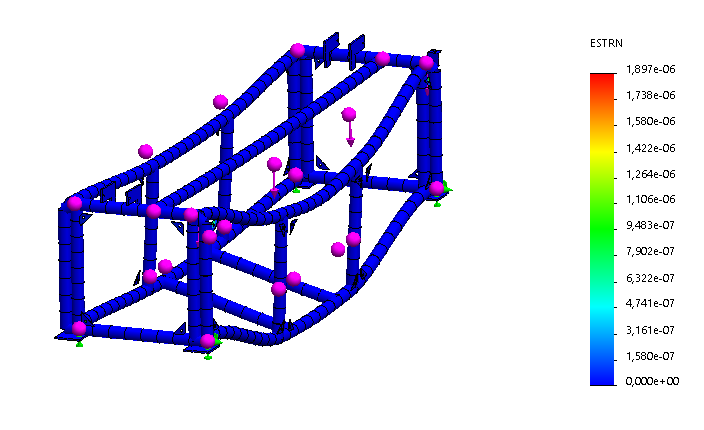 ESTRN
1,897e-06
1,738e-06
1,580e-06
1,422e-06
1,264e-06
1,106e-06
9,483e-07
7,902e-07
6,322e-07
4,741e-07
3,161e-07
1,580e-07
0,000e+00